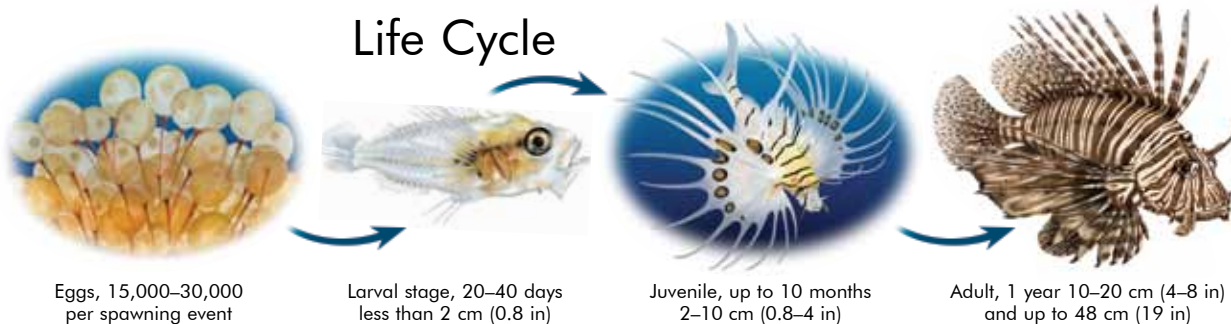 Life Cycle
Eggs, 15,000–30,000
per spawning event
Larval stage, 20–40 days
less than 2 cm (0.8 in)
Juvenile, up to 10 months
2–10 cm (0.8–4 in)
Adult, 1 year 10–20 cm (4–8 in)
and up to 48 cm (19 in)